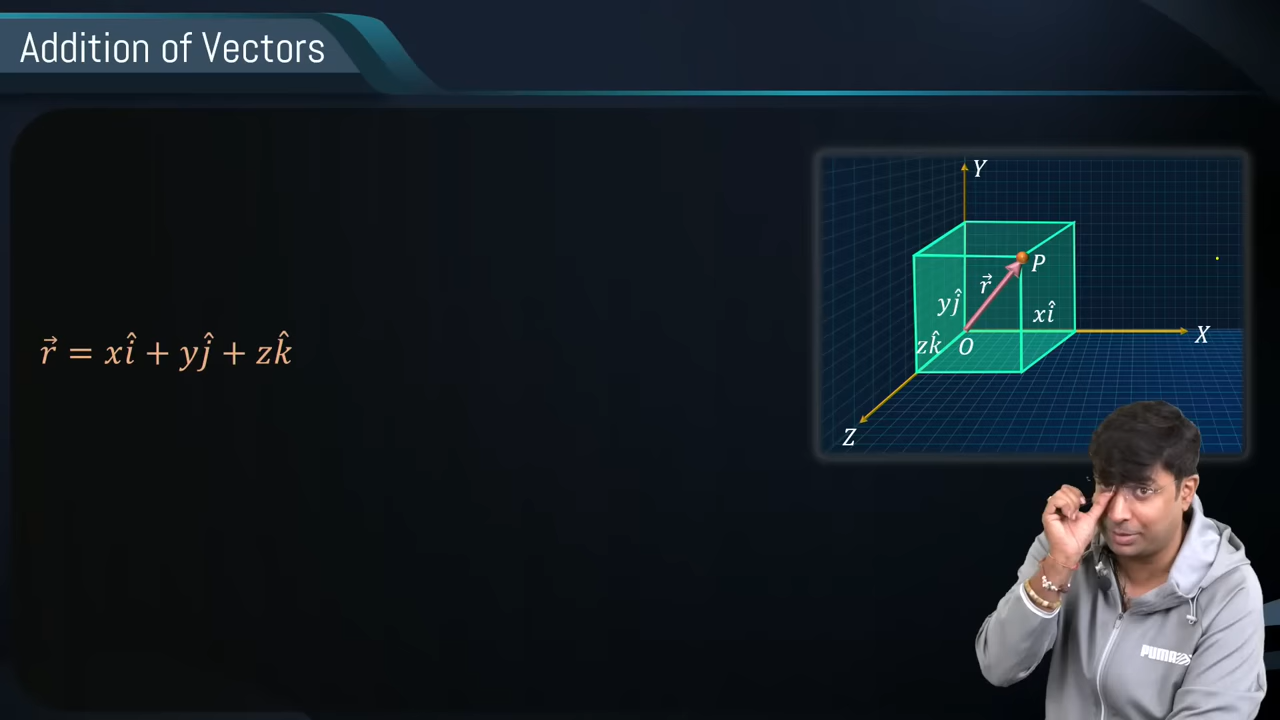 Addition of Vectors
r⃗ = xî + yĵ + zk̂
Y
P
r⃗
yĵ
xî
zk̂
O
X
Z
PUMA